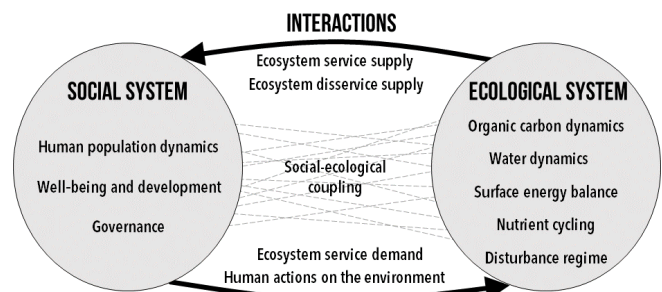 INTERACTIONS
Ecosystem service supply
Ecosystem disservice supply
SOCIAL SYSTEM
Human population dynamics
Well-being and development
Governance
Social-ecological
coupling
ECOLOGICAL SYSTEM
Organic carbon dynamics
Water dynamics
Surface energy balance
Nutrient cycling
Disturbance regime
Ecosystem service demand
Human actions on the environment